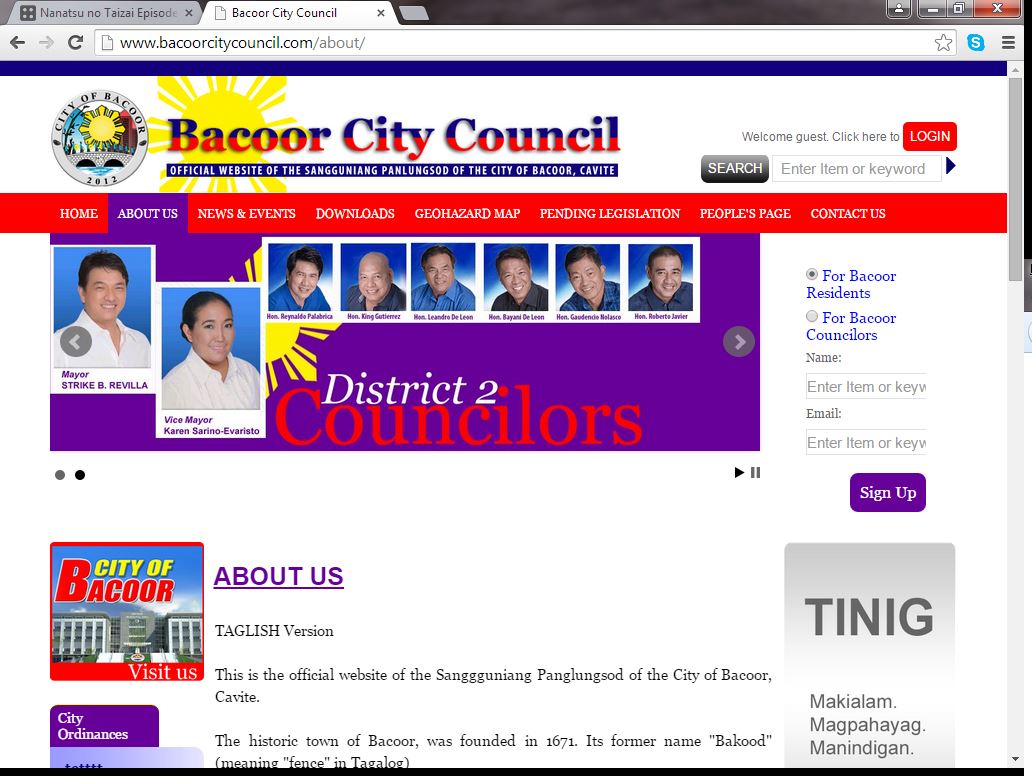 Nanatsu no Taizai Episode
Bacoor City Council
www.bacoorcitycouncil.com/about/
CITY OF BACOOR
2012
Bacoor City Council
OFFICIAL WEBSITE OF THE SANGGUNIANG PANLUNGSOD OF THE CITY OF BACOOR, CAVITE
Welcome guest. Click here to LOGIN
SEARCH Enter Item or keyword
HOME ABOUT US NEWS & EVENTS DOWNLOADS GEOHAZARD MAP PENDING LEGISLATION PEOPLE'S PAGE CONTACT US
Hon. Reynaldo Palabrica Hon. King Gutierrez Hon. Leandro De Leon Hon. Bayani De Leon Hon. Gaudencio Nolasco Hon. Roberto Javier
Mayor
STRIKE B. REVILLA
Vice Mayor
Karen Sarino-Evaristo
District 2
Councilors
For Bacoor
Residents
For Bacoor
Councilors
Name:
Enter Item or keyw
Email:
Enter Item or keyw
Sign Up
CITY OF
BACOOR
Visit us
City
Ordinances
ABOUT US
TAGLISH Version
This is the official website of the Sanggguniang Panglungsod of the City of Bacoor,
Cavite.
The historic town of Bacoor, was founded in 1671. Its former name "Bakood"
(meaning "fence" in Tagalog)
TINIG
Makialam.
Magpahayag.
Manindigan.